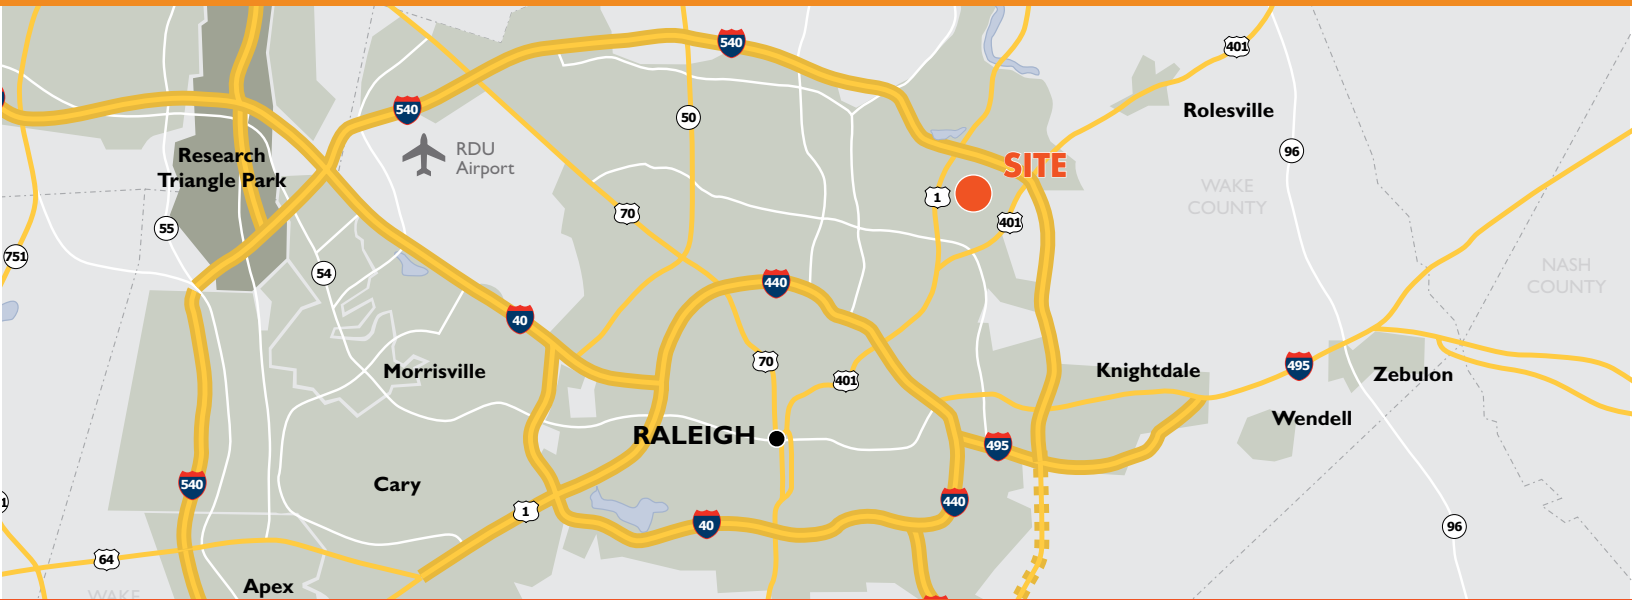 540
401
540
50
Rolesville
RDU
Airport
Research
Triangle Park
96
SITE
WAKE
COUNTY
1
70
401
55
751
54
NASH
COUNTY
440
40
70
495
Morrisville
401
Knightdale
Zebulon
Wendell
RALEIGH
495
540
Cary
440
1
1
40
96
64
Apex
WAKE